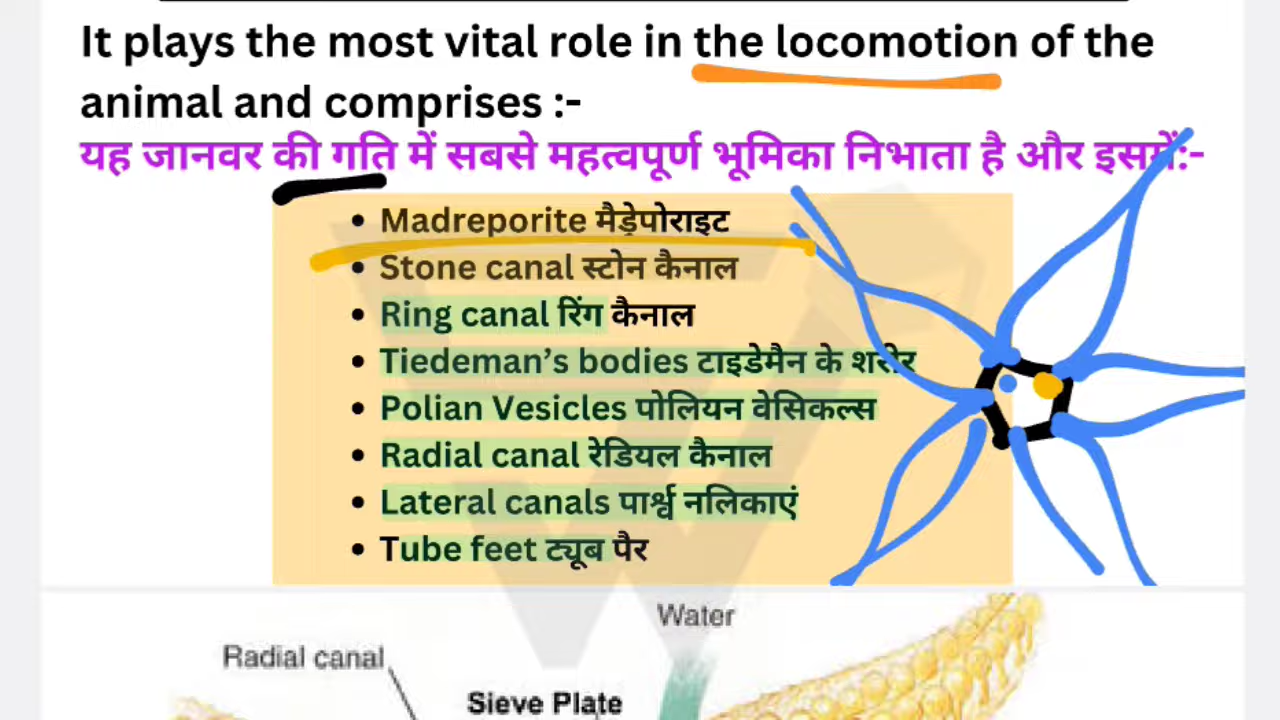 It plays the most vital role in the locomotion of the
animal and comprises :-
यह जानवर की गति में सबसे महत्वपूर्ण भूमिका निभाता है और इसमें:-
• Madreporite मैड्रेपोराइट
• Stone canal स्टोन कैनाल
• Ring canal रिंग कैनाल
• Tiedeman’s bodies टाइडेमैन के शरीर
• Polian Vesicles पोलियन वेसिकल्स
• Radial canal रेडियल कैनाल
• Lateral canals पार्श्व नलिकाएं
• Tube feet ट्यूब पैर
Water
Radial canal
Sieve Plate